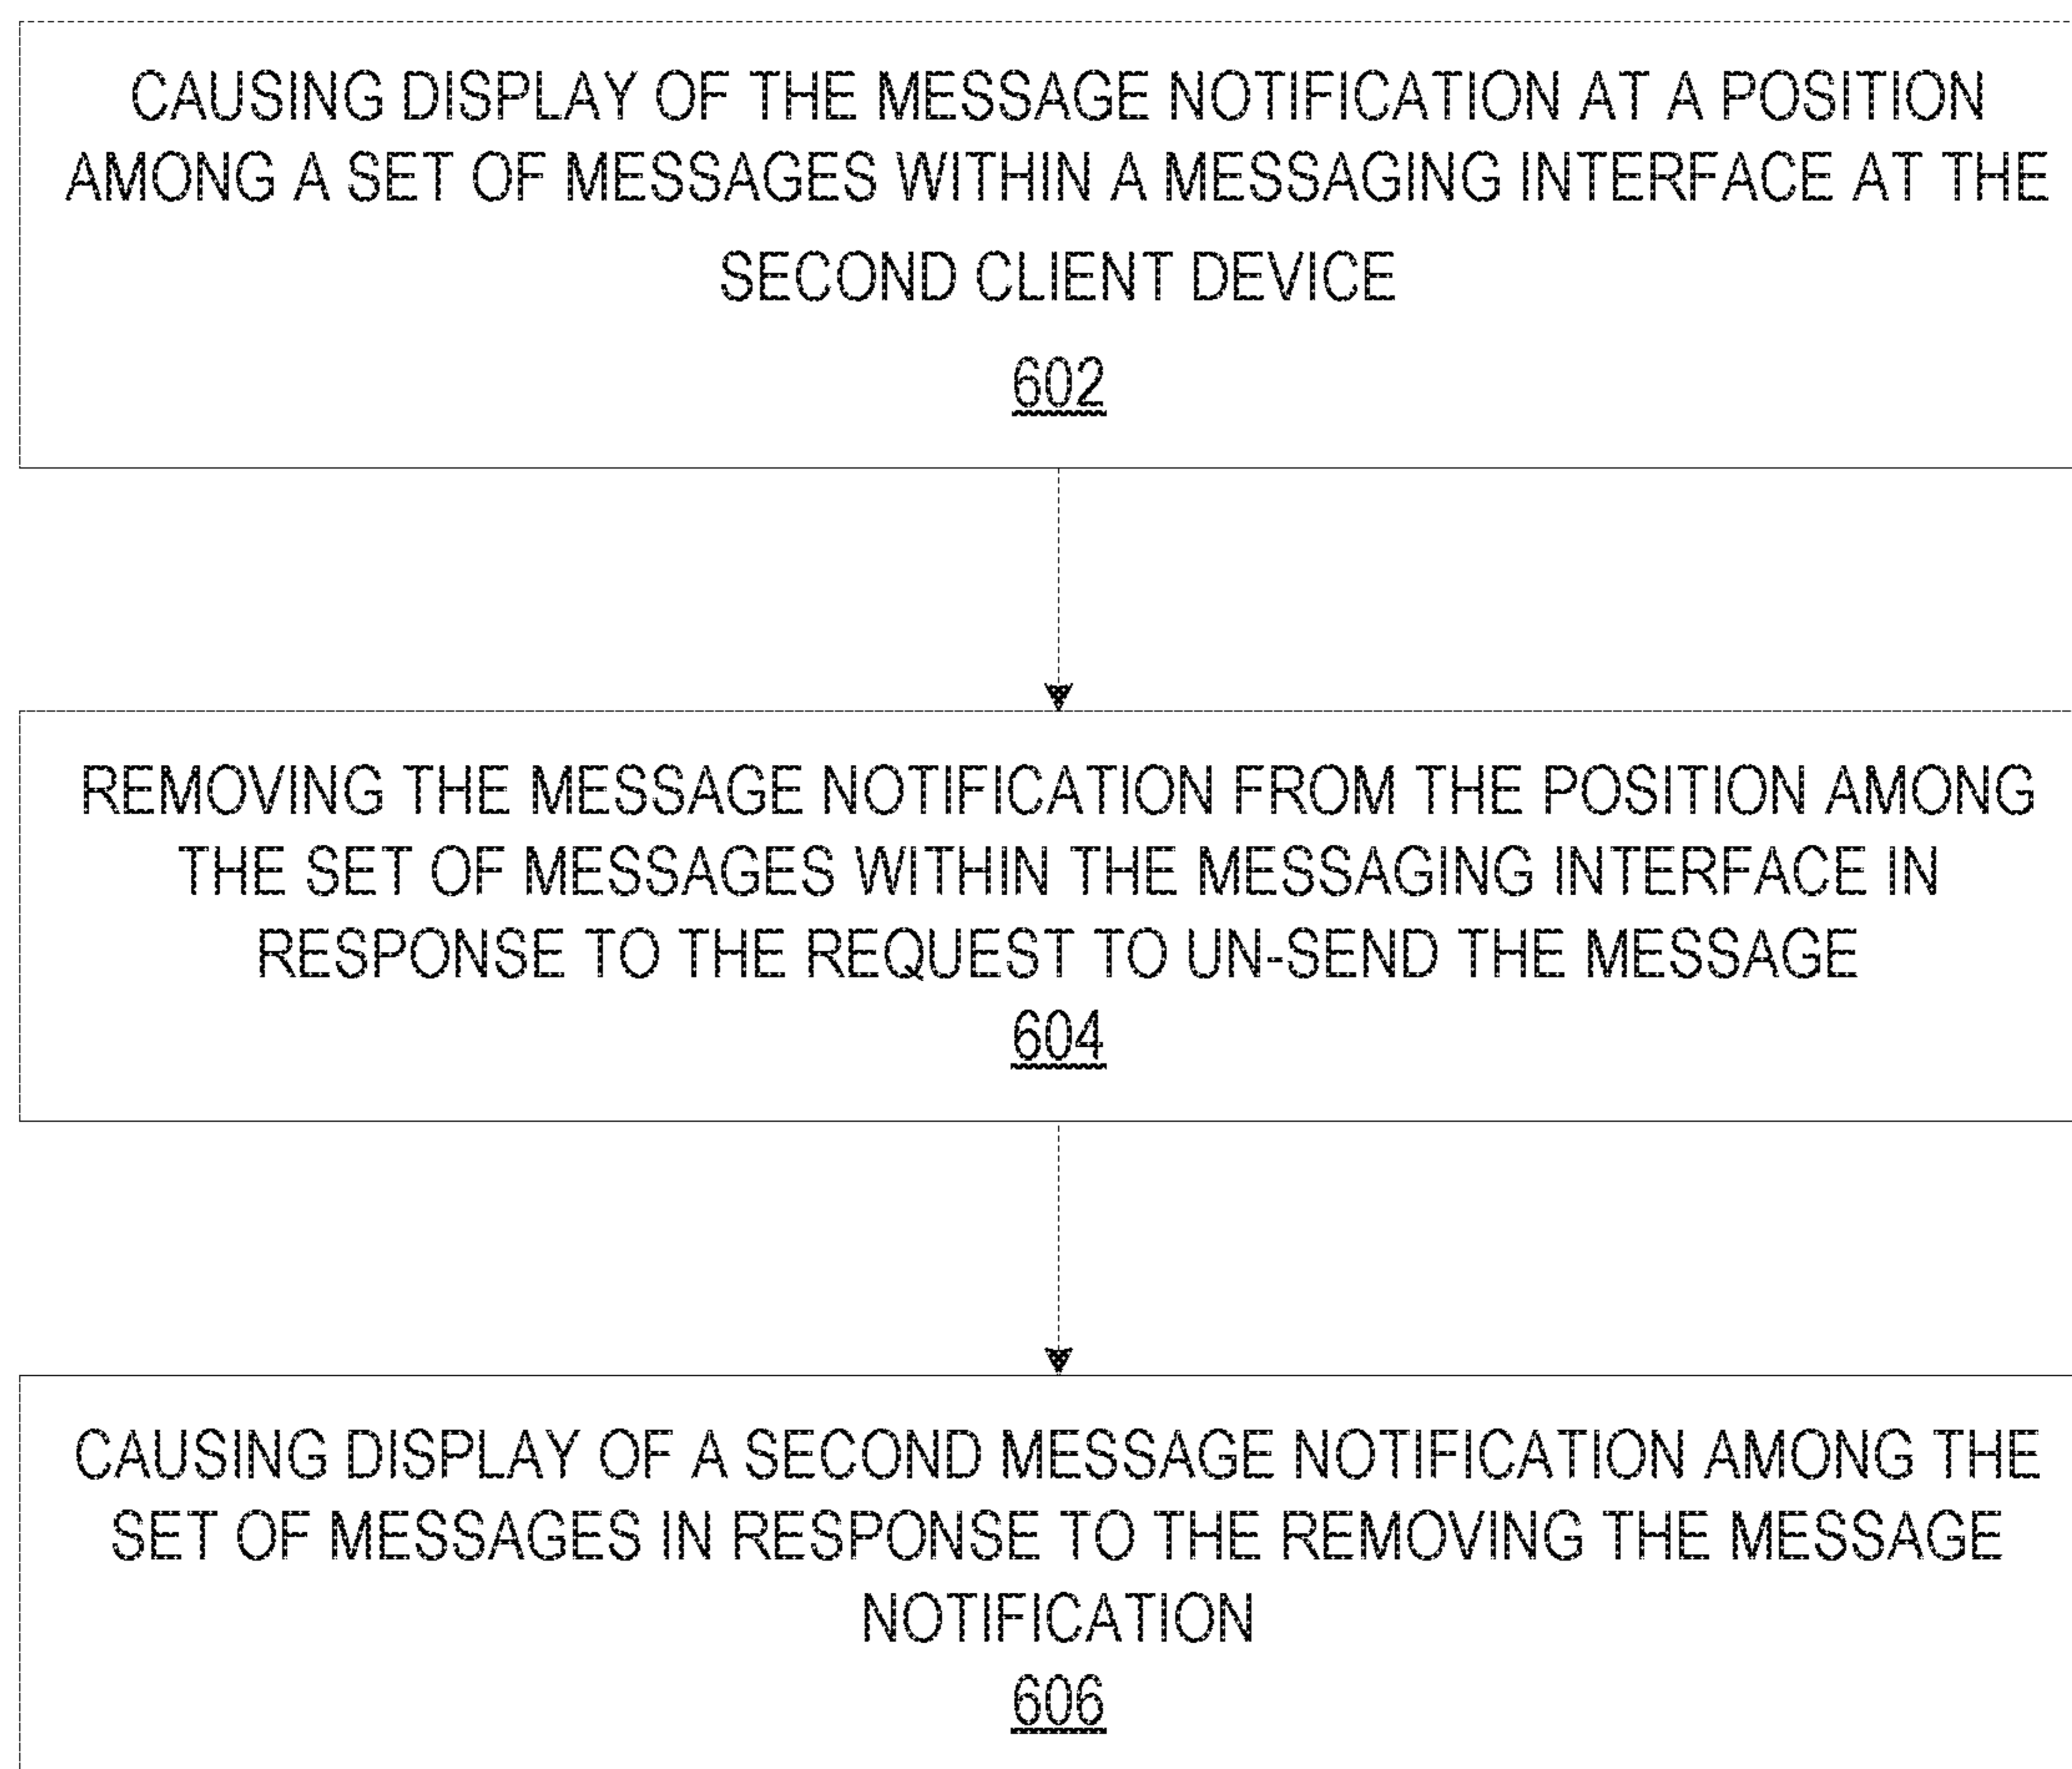 CAUSING DISPLAY OF THE MESSAGE NOTIFICATION AT A POSITION
AMONG A SET OF MESSAGES WITHIN A MESSAGING INTERFACE AT THE
SECOND CLIENT DEVICE
602
REMOVING THE MESSAGE NOTIFICATION FROM THE POSITION AMONG
THE SET OF MESSAGES WITHIN THE MESSAGING INTERFACE IN
RESPONSE TO THE REQUEST TO UN-SEND THE MESSAGE
604
CAUSING DISPLAY OF A SECOND MESSAGE NOTIFICATION AMONG THE
SET OF MESSAGES IN RESPONSE TO THE REMOVING THE MESSAGE
NOTIFICATION
606